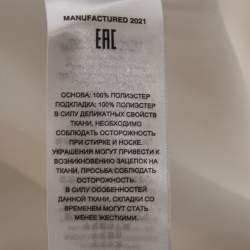 MANUFACTURED 2021
EAC
ОСНОВА: 100% ПОЛИЭСТЕР
ПОДКЛАДКА: 100% ПОЛИЭСТЕР
В СИЛУ ДЕЛИКАТНЫХ СВОЙСТВ
ТКАНИ, НЕОБХОДИМО
СОБЛЮДАТЬ ОСТОРОЖНОСТЬ
ПРИ СТИРКЕ И НОСКЕ.
УКРАШЕНИЯ МОГУТ ПРИВЕСТИ К
ВОЗНИКНОВЕНИЮ ЗАЦЕПОК НА
ТКАНИ, ПРОСЬБА СОБЛЮДАТЬ
ОСТОРОЖНОСТЬ.
В СИЛУ ОСОБЕННОСТЕЙ
ДАННОЙ ТКАНИ, СКЛАДКИ СО
ВРЕМЕНЕМ МОГУТ СТАТЬ
МЕНЕЕ ЖЕСТКИМИ.